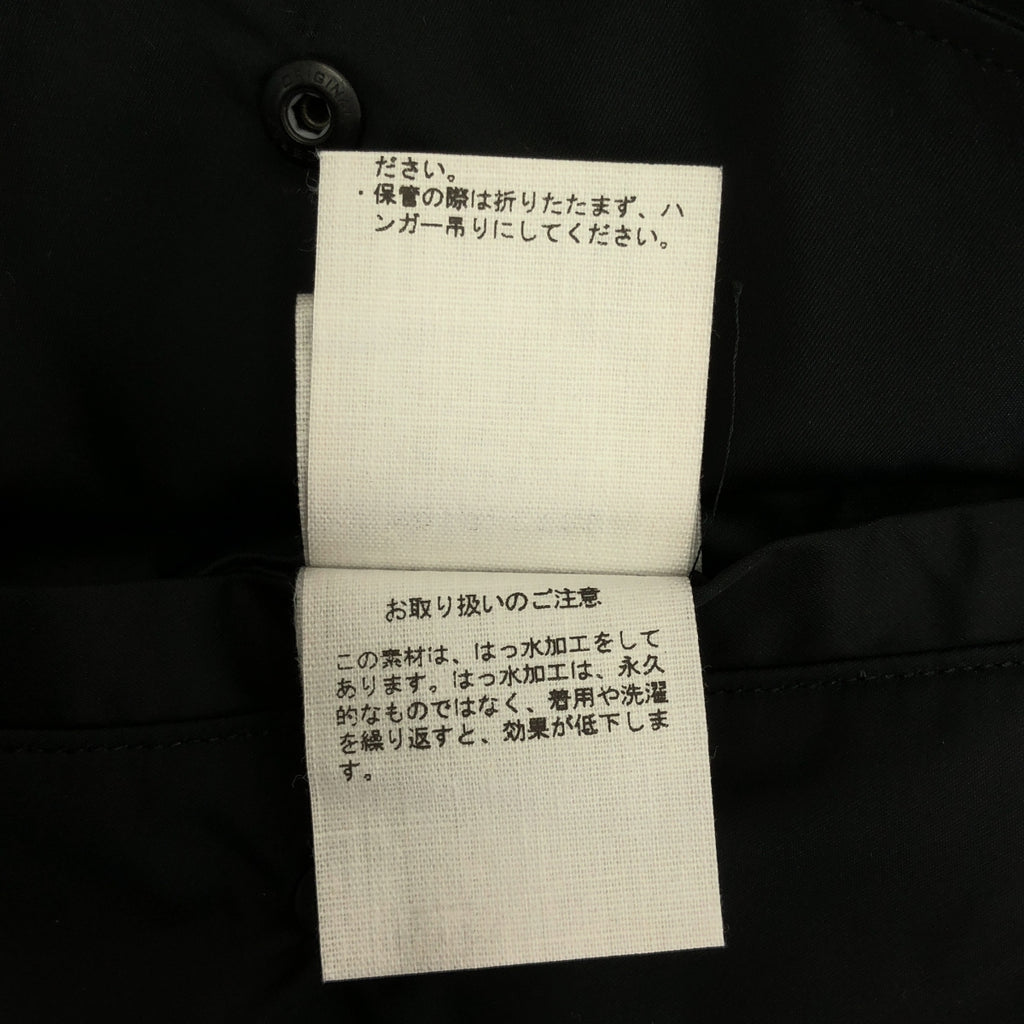 ORIGINAL
ださい。
・保管の際は折りたたまず、ハ
ンガー吊りにしてください。
お取り扱いのご注意
この素材は、はっ水加工をして
あります。はっ水加工は、永久
的なものではなく、着用や洗濯
を繰り返すと、効果が低下しま
す。